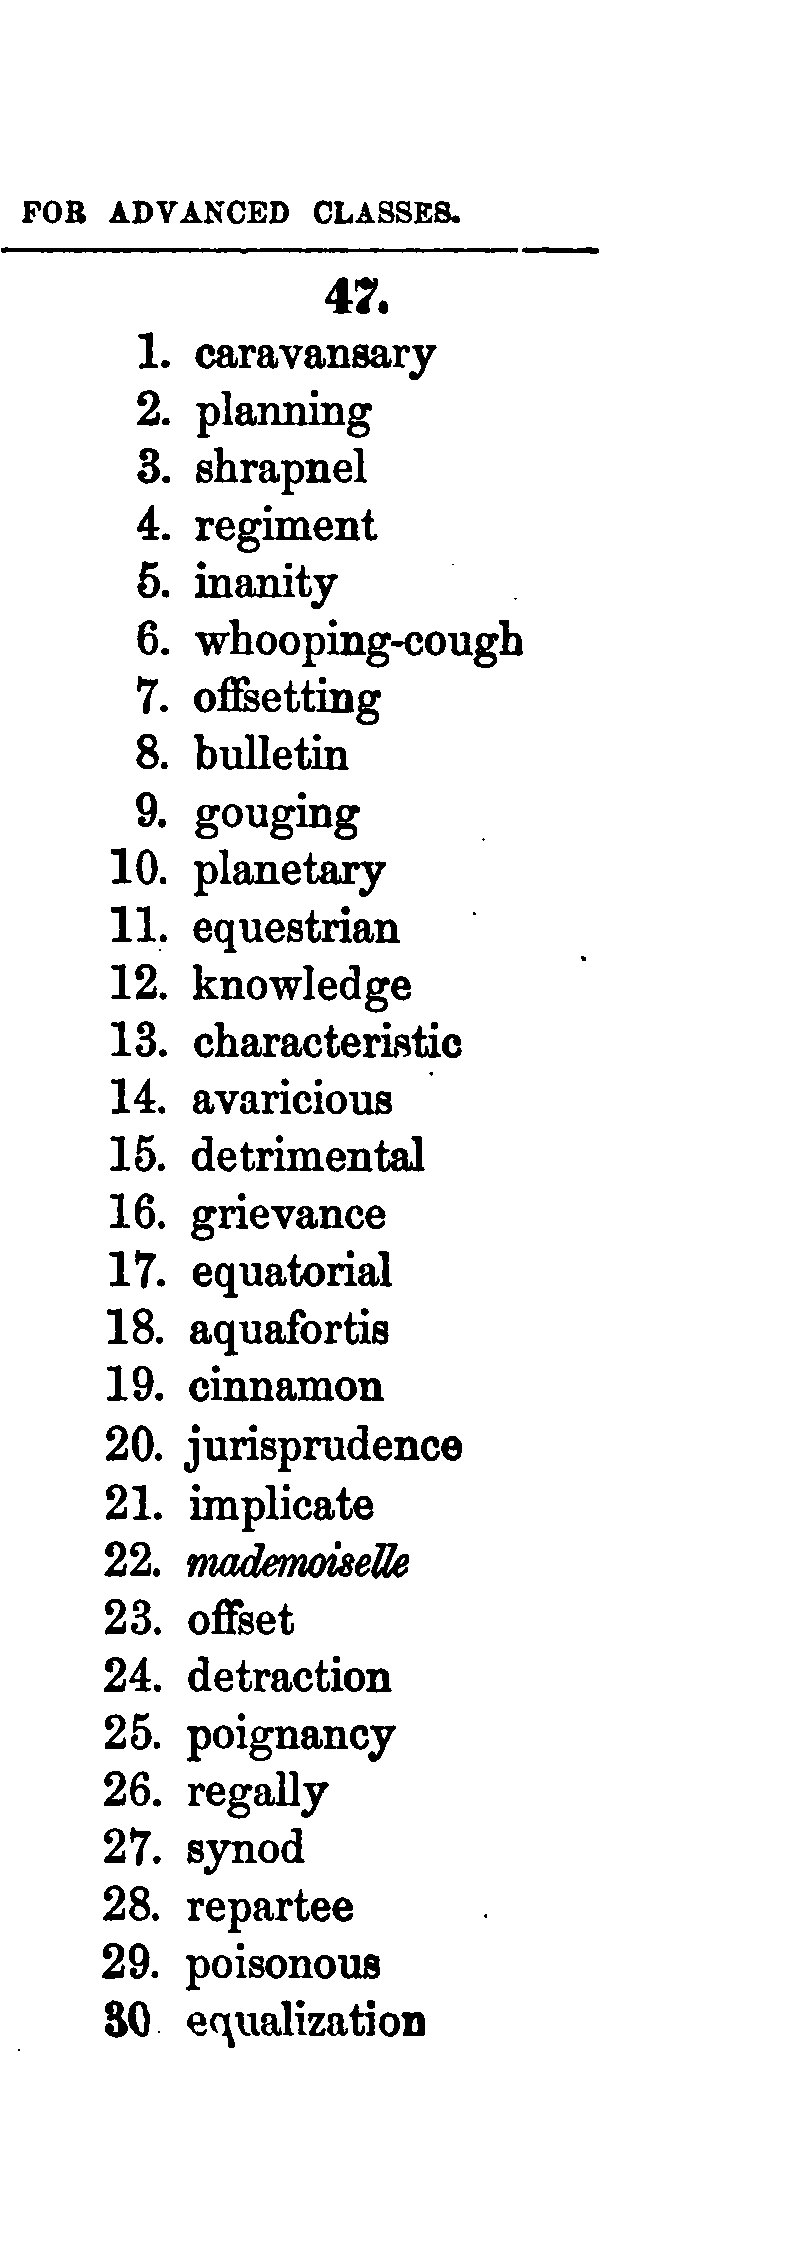 FOR ADVANCED CLASSES.
47.
1. caravansary
2. planning
3. shrapnel
4. regiment
5. inanity
6. whooping-cough
7. offsetting
8. bulletin
9. gouging
10. planetary
11. equestrian
12. knowledge
13. characteristic
14. avaricious
15. detrimental
16. grievance
17. equatorial
18. aquafortis
19. cinnamon
20. jurisprudence
21. implicate
22. mademoiselle
23. offset
24. detraction
25. poignancy
26. regally
27. synod
28. repartee
29. poisonous
30. equalization